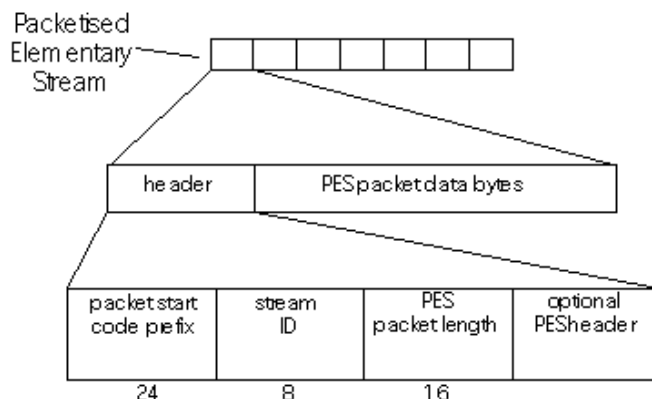 Packetised
Elementary
Stream
header
PES packet data bytes
packet start
code prefix
stream
ID
PES
packet length
optional
PES header
24
8
16